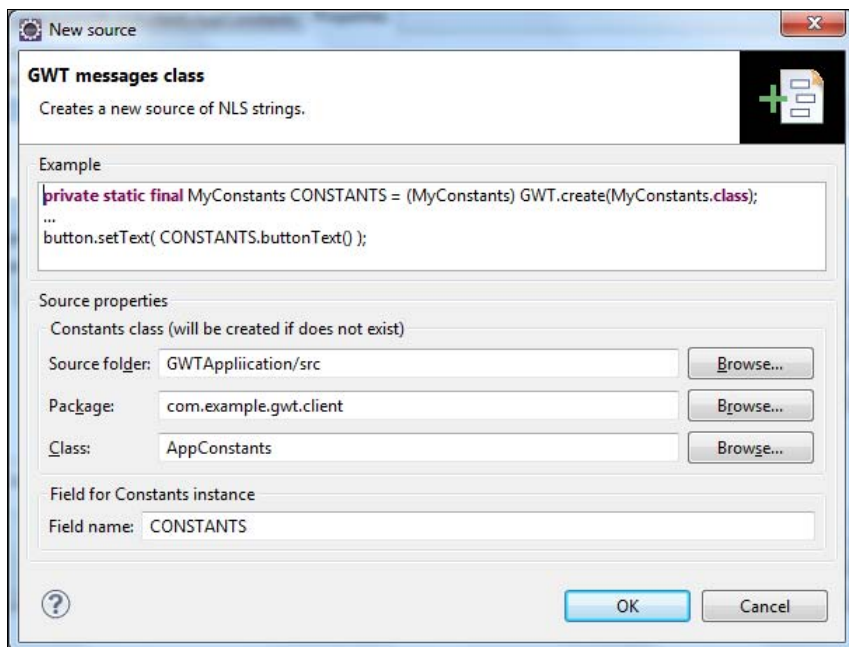 New source
GWT messages class
Creates a new source of NLS strings.
Example
private static final MyConstants CONSTANTS = (MyConstants) GWT.create(MyConstants.class);
...
button.setText( CONSTANTS.buttonText() );
Source properties
Constants class (will be created if does not exist)
Source folder: GWTAppliication/src Browse...
Package: com.example.gwt.client Browse...
Class: AppConstants Browse...
Field for Constants instance
Field name: CONSTANTS
? OK Cancel